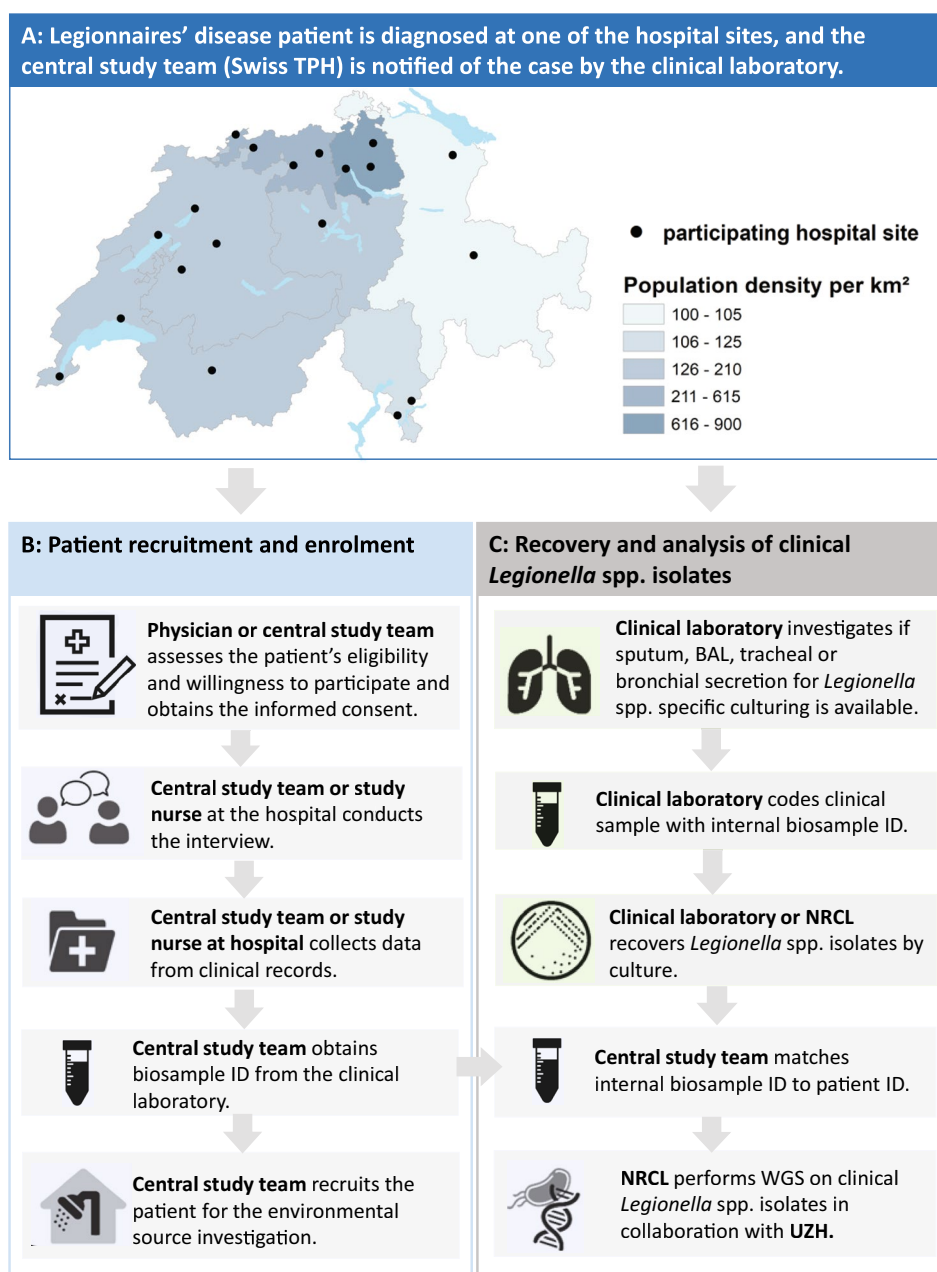 A: Legionnaires’ disease patient is diagnosed at one of the hospital sites, and the
central study team (Swiss TPH) is notified of the case by the clinical laboratory.
participating hospital site
Population density per km²
100 - 105
106 - 125
126 - 210
211 - 615
616 - 900
B: Patient recruitment and enrolment
Physician or central study team
assesses the patient’s eligibility
and willingness to participate and
obtains the informed consent.
Central study team or study
nurse at the hospital conducts
the interview.
Central study team or study
nurse at hospital collects data
from clinical records.
Central study team obtains
biosample ID from the clinical
laboratory.
Central study team recruits the
patient for the environmental
source investigation.
C: Recovery and analysis of clinical
Legionella spp. isolates
Clinical laboratory investigates if
sputum, BAL, tracheal or
bronchial secretion for Legionella
spp. specific culturing is available.
Clinical laboratory codes clinical
sample with internal biosample ID.
Clinical laboratory or NRCL
recovers Legionella spp. isolates by
culture.
Central study team matches
internal biosample ID to patient ID.
NRCL performs WGS on clinical
Legionella spp. isolates in
collaboration with UZH.